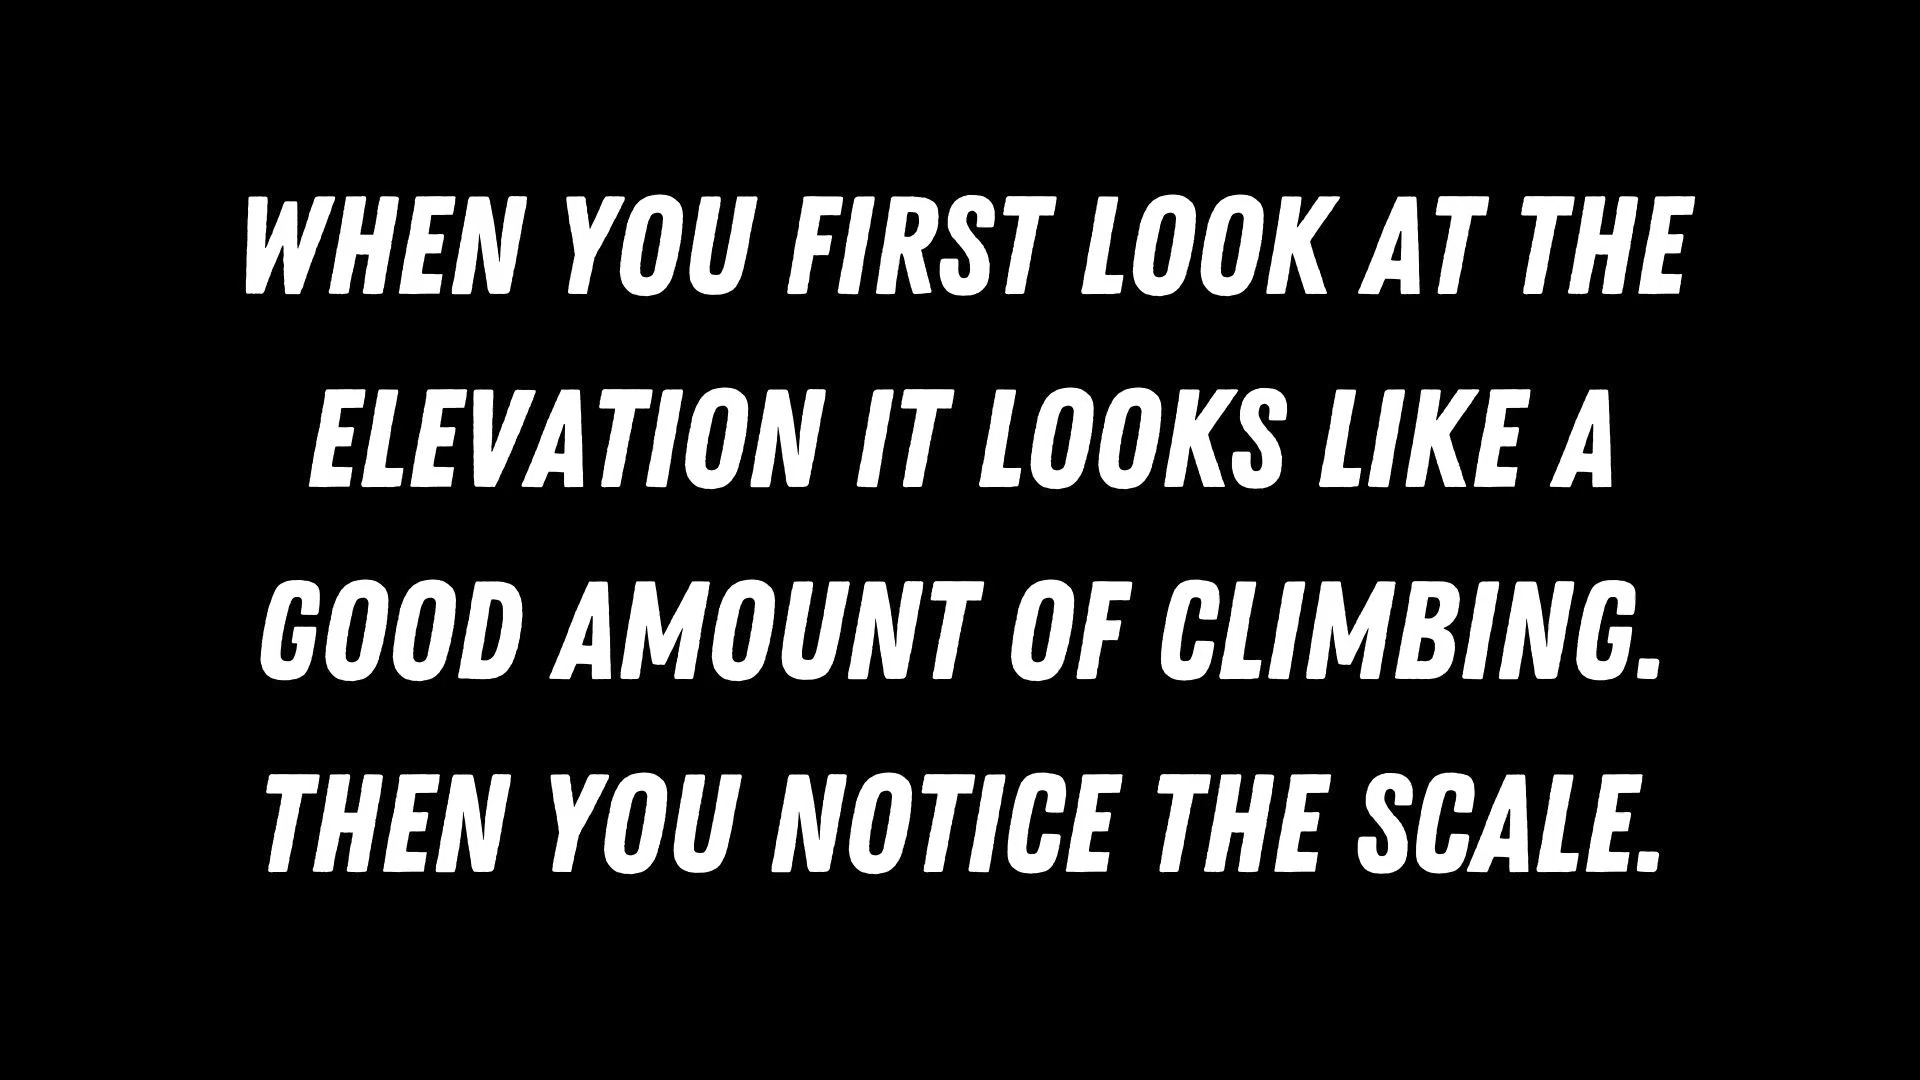 WHEN YOU FIRST LOOK AT THE
ELEVATION IT LOOKS LIKE A
GOOD AMOUNT OF CLIMBING.
THEN YOU NOTICE THE SCALE.